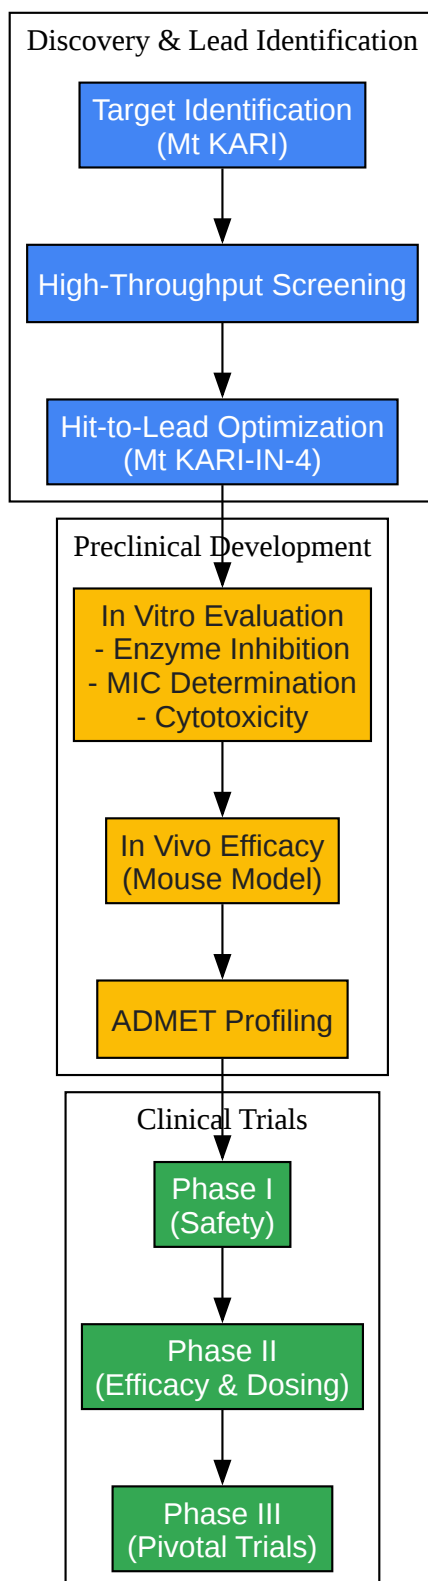 Discovery & Lead Identification
Target Identification
(Mt KARI)
High-Throughput Screening
Hit-to-Lead Optimization
(Mt KARI-IN-4)
Preclinical Development
In Vitro Evaluation
- Enzyme Inhibition
- MIC Determination
- Cytotoxicity
In Vivo Efficacy
(Mouse Model)
ADMET Profiling
Clinical Trials
Phase I
(Safety)
Phase II
(Efficacy & Dosing)
Phase III
(Pivotal Trials)